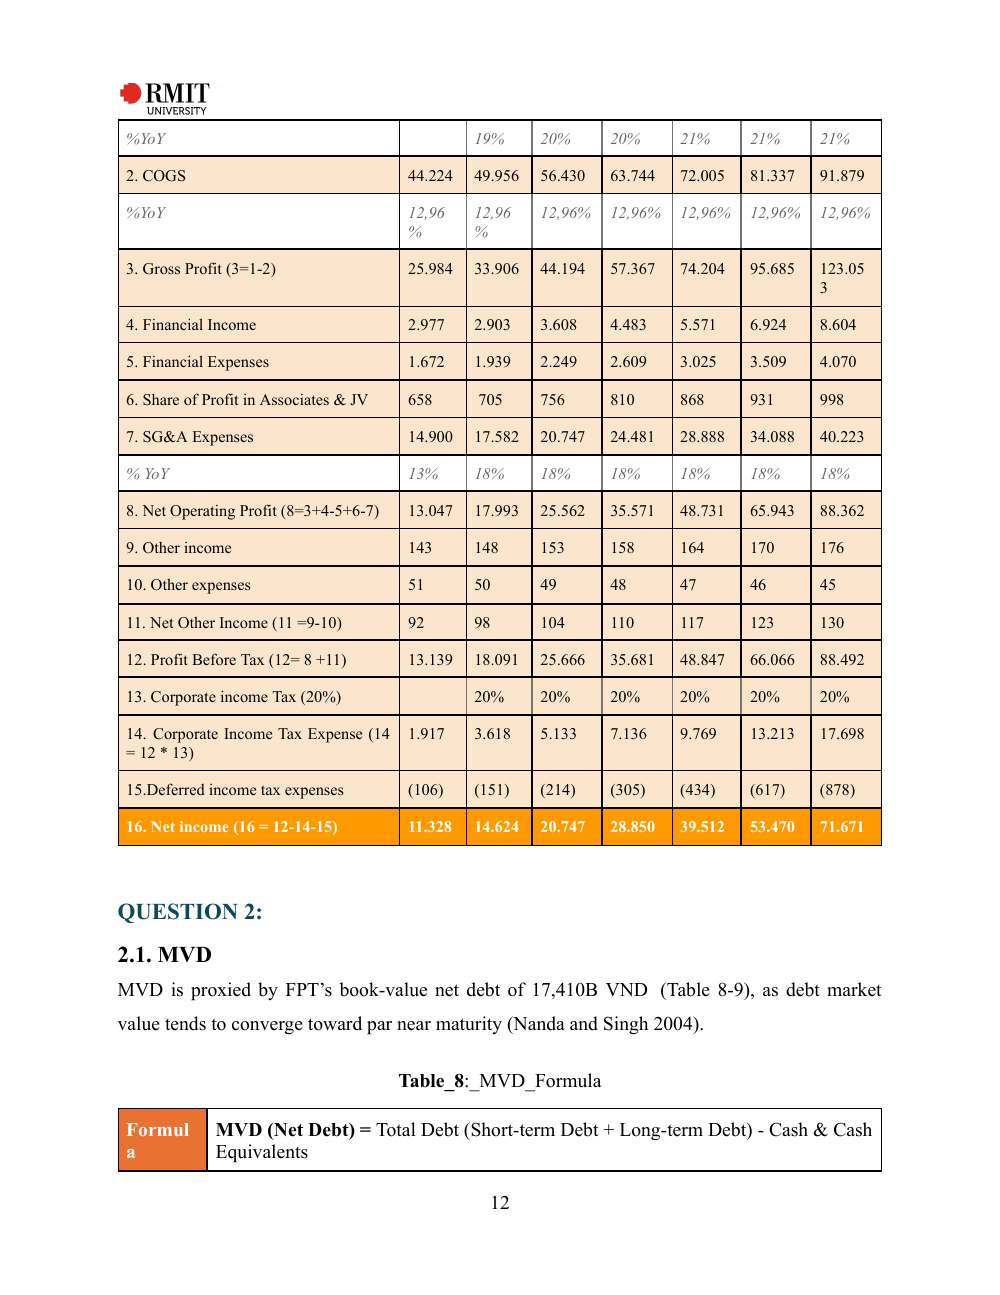 RMIT
UNIVERSITY
%YoY 19% 20% 20% 21% 21% 21%
2. COGS 44.224 49.956 56.430 63.744 72.005 81.337 91.879
%YoY 12,96 % 12,96 % 12,96% 12,96% 12,96% 12,96% 12,96%
3. Gross Profit (3=1-2) 25.984 33.906 44.194 57.367 74.204 95.685 123.05
3
4. Financial Income 2.977 2.903 3.608 4.483 5.571 6.924 8.604
5. Financial Expenses 1.672 1.939 2.249 2.609 3.025 3.509 4.070
6. Share of Profit in Associates & JV 658 705 756 810 868 931 998
7. SG&A Expenses 14.900 17.582 20.747 24.481 28.888 34.088 40.223
% YoY 13% 18% 18% 18% 18% 18% 18%
8. Net Operating Profit (8=3+4-5+6-7) 13.047 17.993 25.562 35.571 48.731 65.943 88.362
9. Other income 143 148 153 158 164 170 176
10. Other expenses 51 50 49 48 47 46 45
11. Net Other Income (11 =9-10) 92 98 104 110 117 123 130
12. Profit Before Tax (12= 8 +11) 13.139 18.091 25.666 35.681 48.847 66.066 88.492
13. Corporate income Tax (20%) 20% 20% 20% 20% 20% 20%
14. Corporate Income Tax Expense (14 1.917 3.618 5.133 7.136 9.769 13.213 17.698
= 12 * 13)
15.Deferred income tax expenses (106) (151) (214) (305) (434) (617) (878)
16. Net income (16 = 12-14-15) 11.328 14.624 20.747 28.850 39.512 53.470 71.671
QUESTION 2:
2.1. MVD
MVD is proxied by FPT’s book-value net debt of 17,410B VND (Table 8-9), as debt market
value tends to converge toward par near maturity (Nanda and Singh 2004).
Table_8:_MVD_Formula
Formul MVD (Net Debt) = Total Debt (Short-term Debt + Long-term Debt) - Cash & Cash
a Equivalents
12